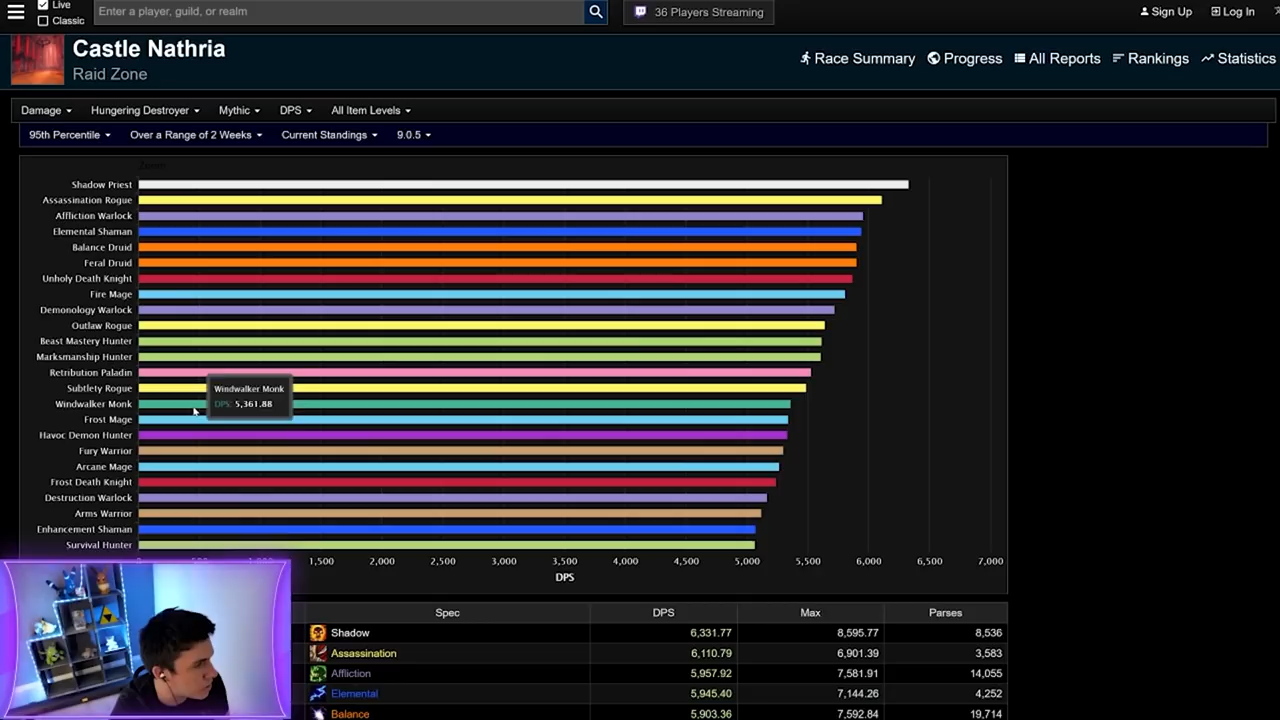 Live
Classic
Enter a player, guild, or realm
36 Players Streaming
Sign Up
Log In
Castle Nathria
Raid Zone
Race Summary
Progress
All Reports
Rankings
Statistics
Damage
Hungering Destroyer
Mythic
DPS
All Item Levels
95th Percentile
Over a Range of 2 Weeks
Current Standings
9.0.5
Zoom
Shadow Priest
Assassination Rogue
Affliction Warlock
Elemental Shaman
Balance Druid
Feral Druid
Unholy Death Knight
Fire Mage
Demonology Warlock
Outlaw Rogue
Beast Mastery Hunter
Marksmanship Hunter
Retribution Paladin
Subtlety Rogue
Windwalker Monk
Frost Mage
Havoc Demon Hunter
Fury Warrior
Arcane Mage
Frost Death Knight
Destruction Warlock
Arms Warrior
Enhancement Shaman
Survival Hunter
Windwalker Monk
DPS: 5,361.88
1,500 2,000 2,500 3,000 3,500 4,000 4,500 5,000 5,500 6,000 6,500 7,000
DPS
Spec DPS Max Parses
Shadow 6,331.77 8,595.77 8,536
Assassination 6,110.79 6,901.39 3,583
Affliction 5,957.92 7,581.91 14,055
Elemental 5,945.40 7,144.26 4,252
Balance 5,903.36 7,592.84 19,714